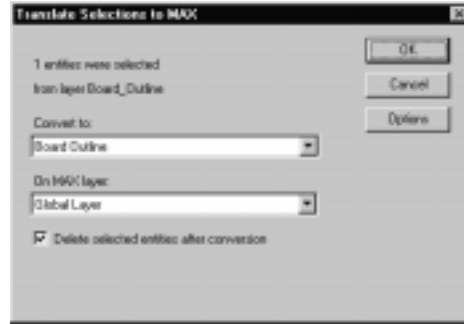 Translate Selections to MAX
1 entities were selected
from layer Board_Outline
Convert to:
Board Outline
On MAX layer:
Global Layer
Delete selected entities after conversion
OK
Cancel
Options